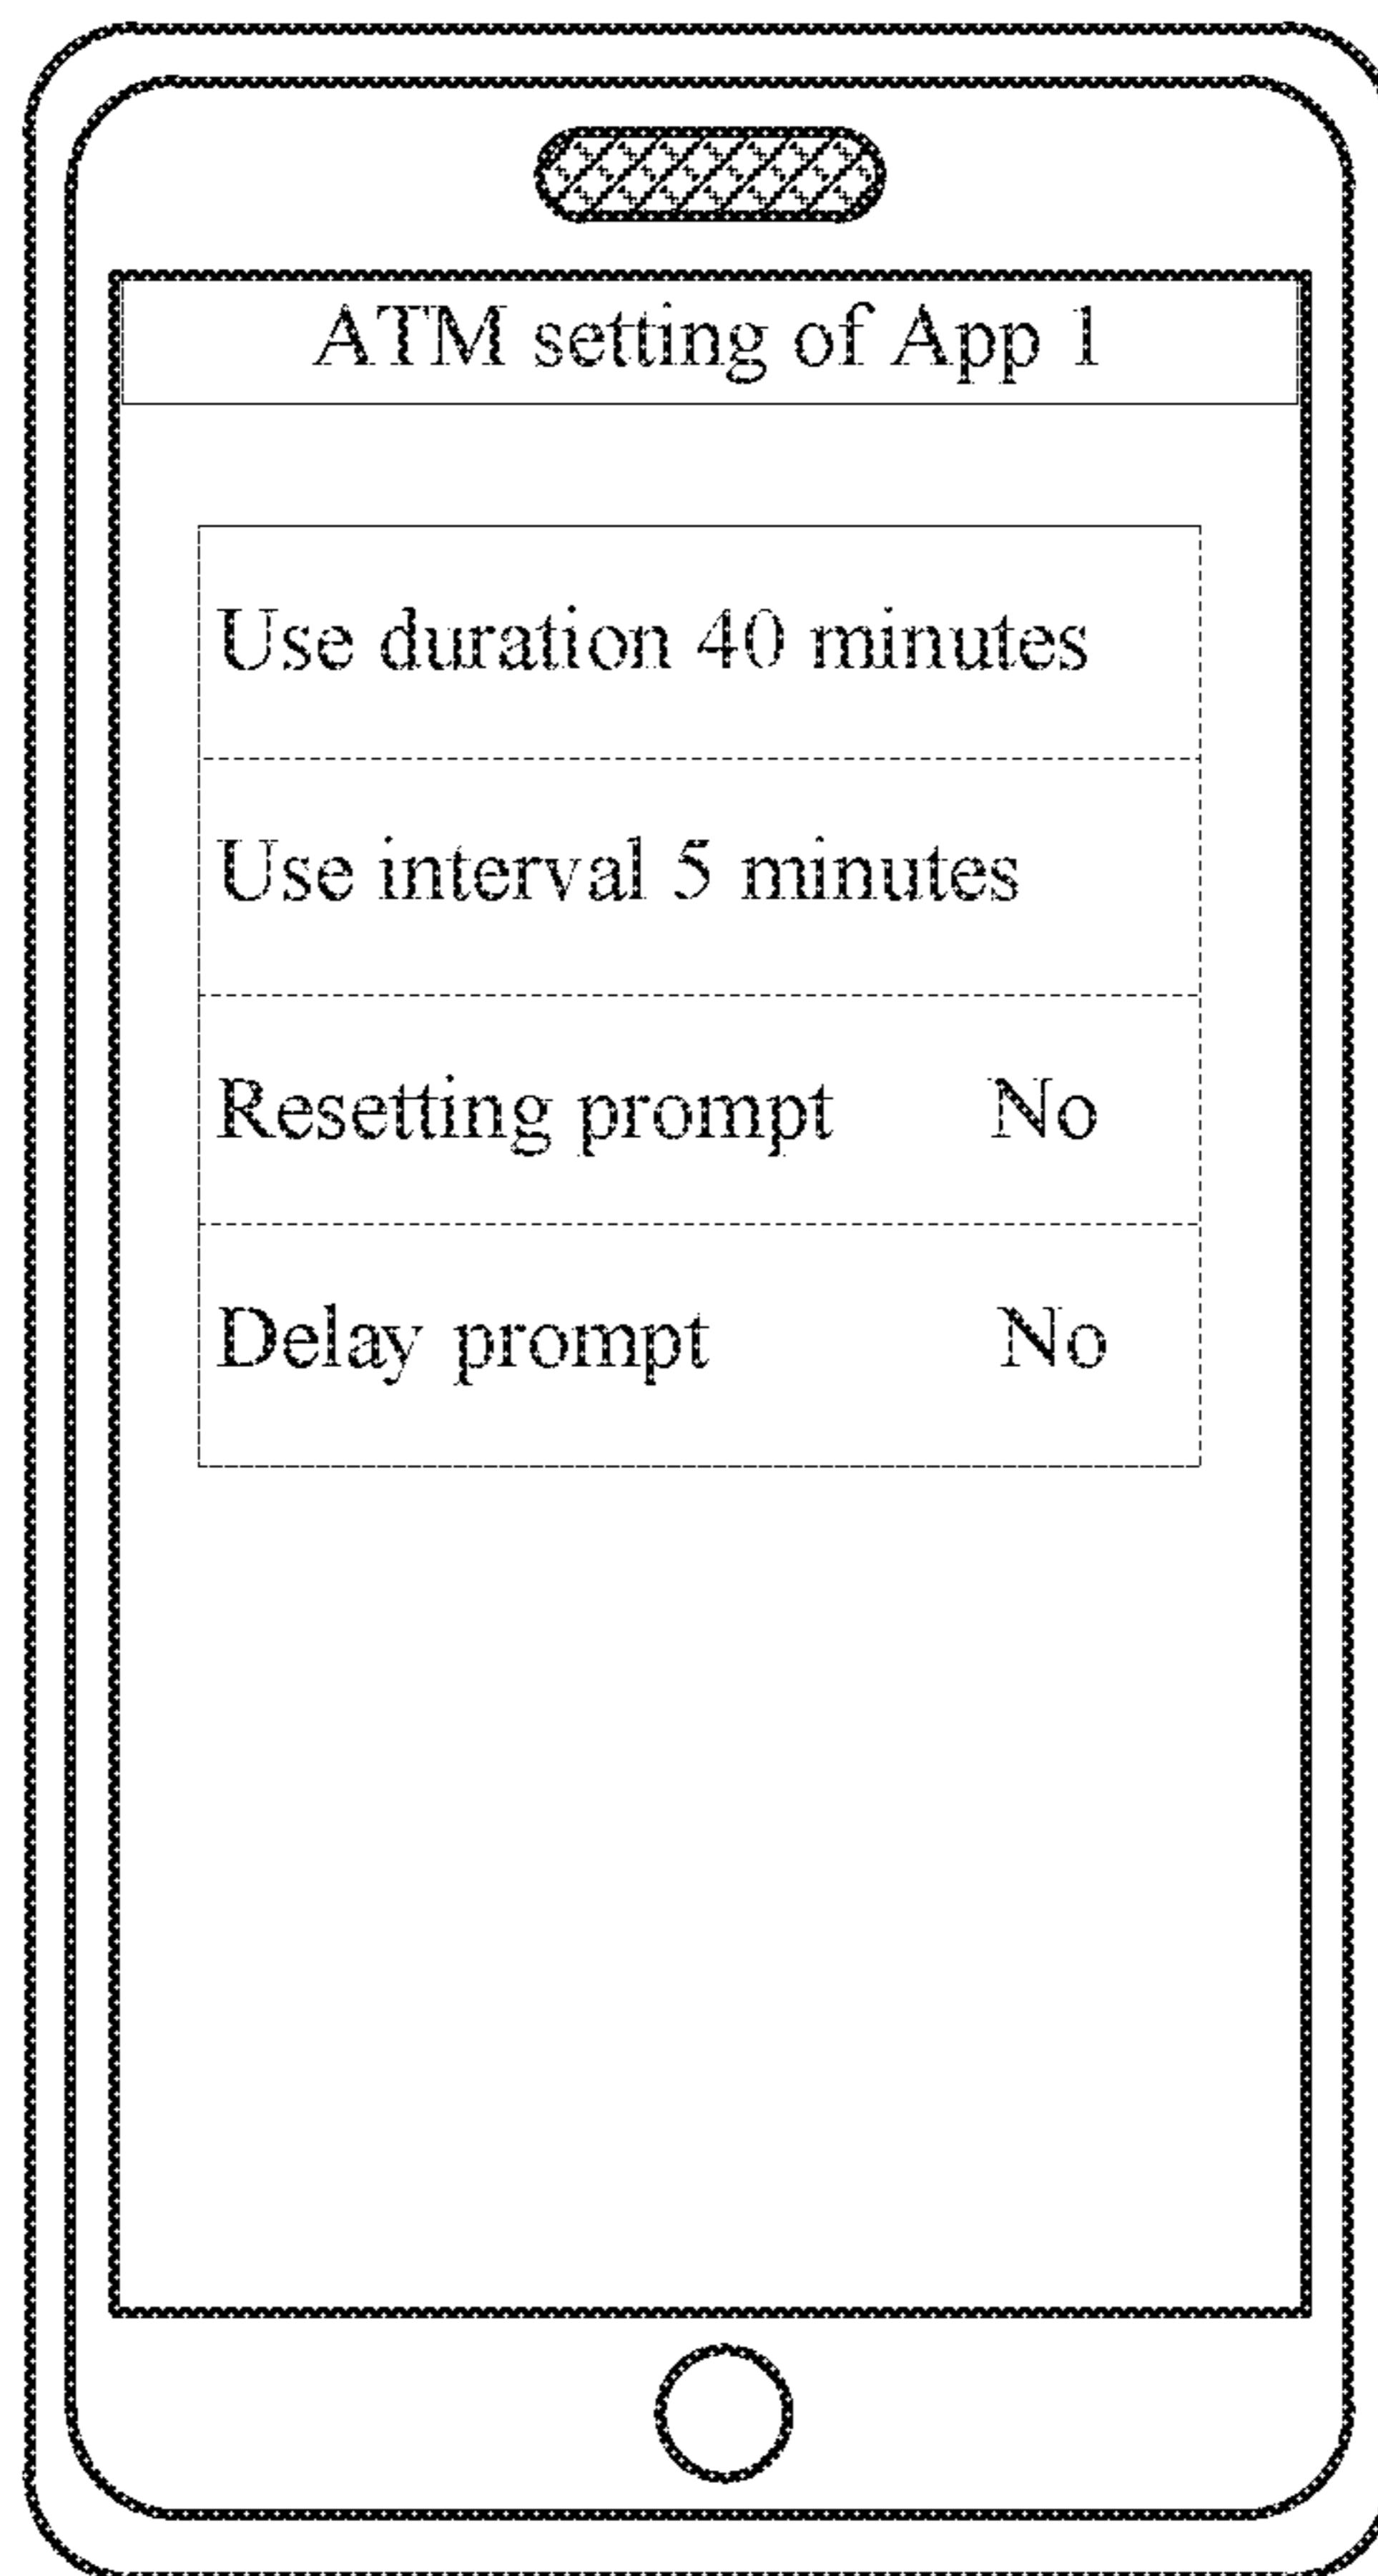 ATM setting of App 1
Use duration 40 minutes
Use interval 5 minutes
Resetting prompt No
Delay prompt No